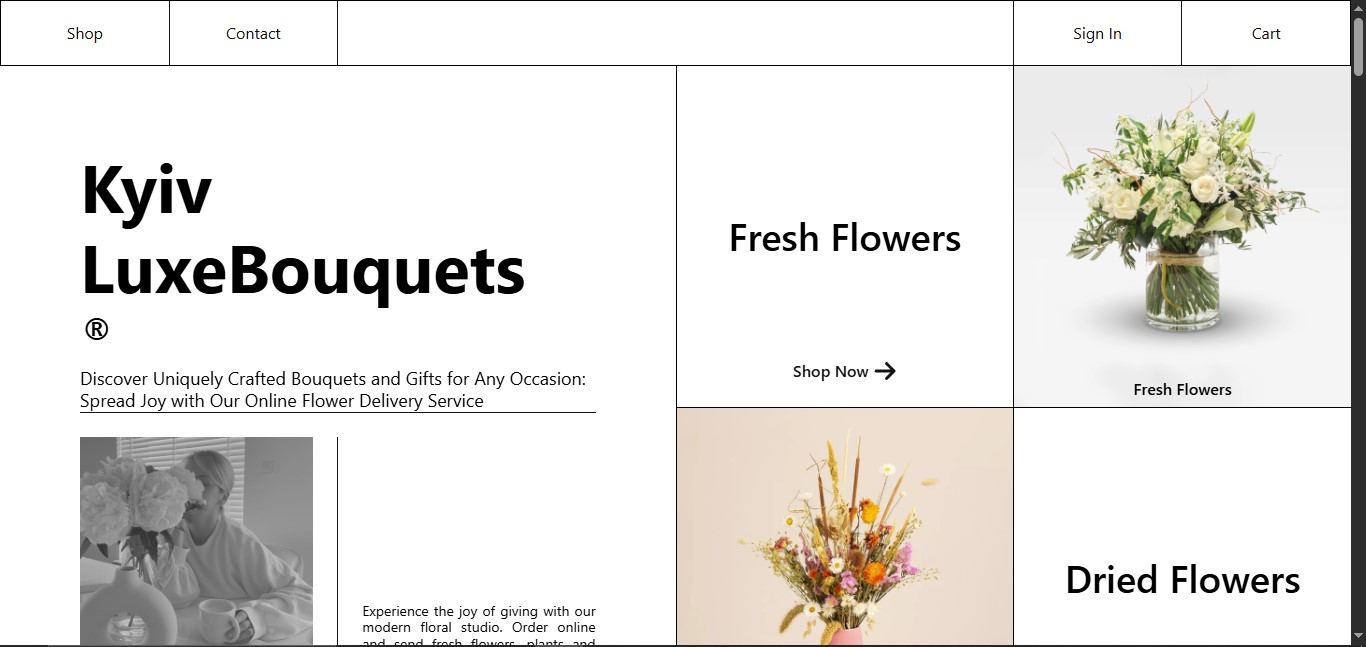 Shop
Contact
Sign In
Cart
Kyiv
LuxeBouquets
®
Discover Uniquely Crafted Bouquets and Gifts for Any Occasion:
Spread Joy with Our Online Flower Delivery Service
Experience the joy of giving with our
modern floral studio. Order online
and send fresh flowers, plants and
Fresh Flowers
Shop Now
Fresh Flowers
Dried Flowers